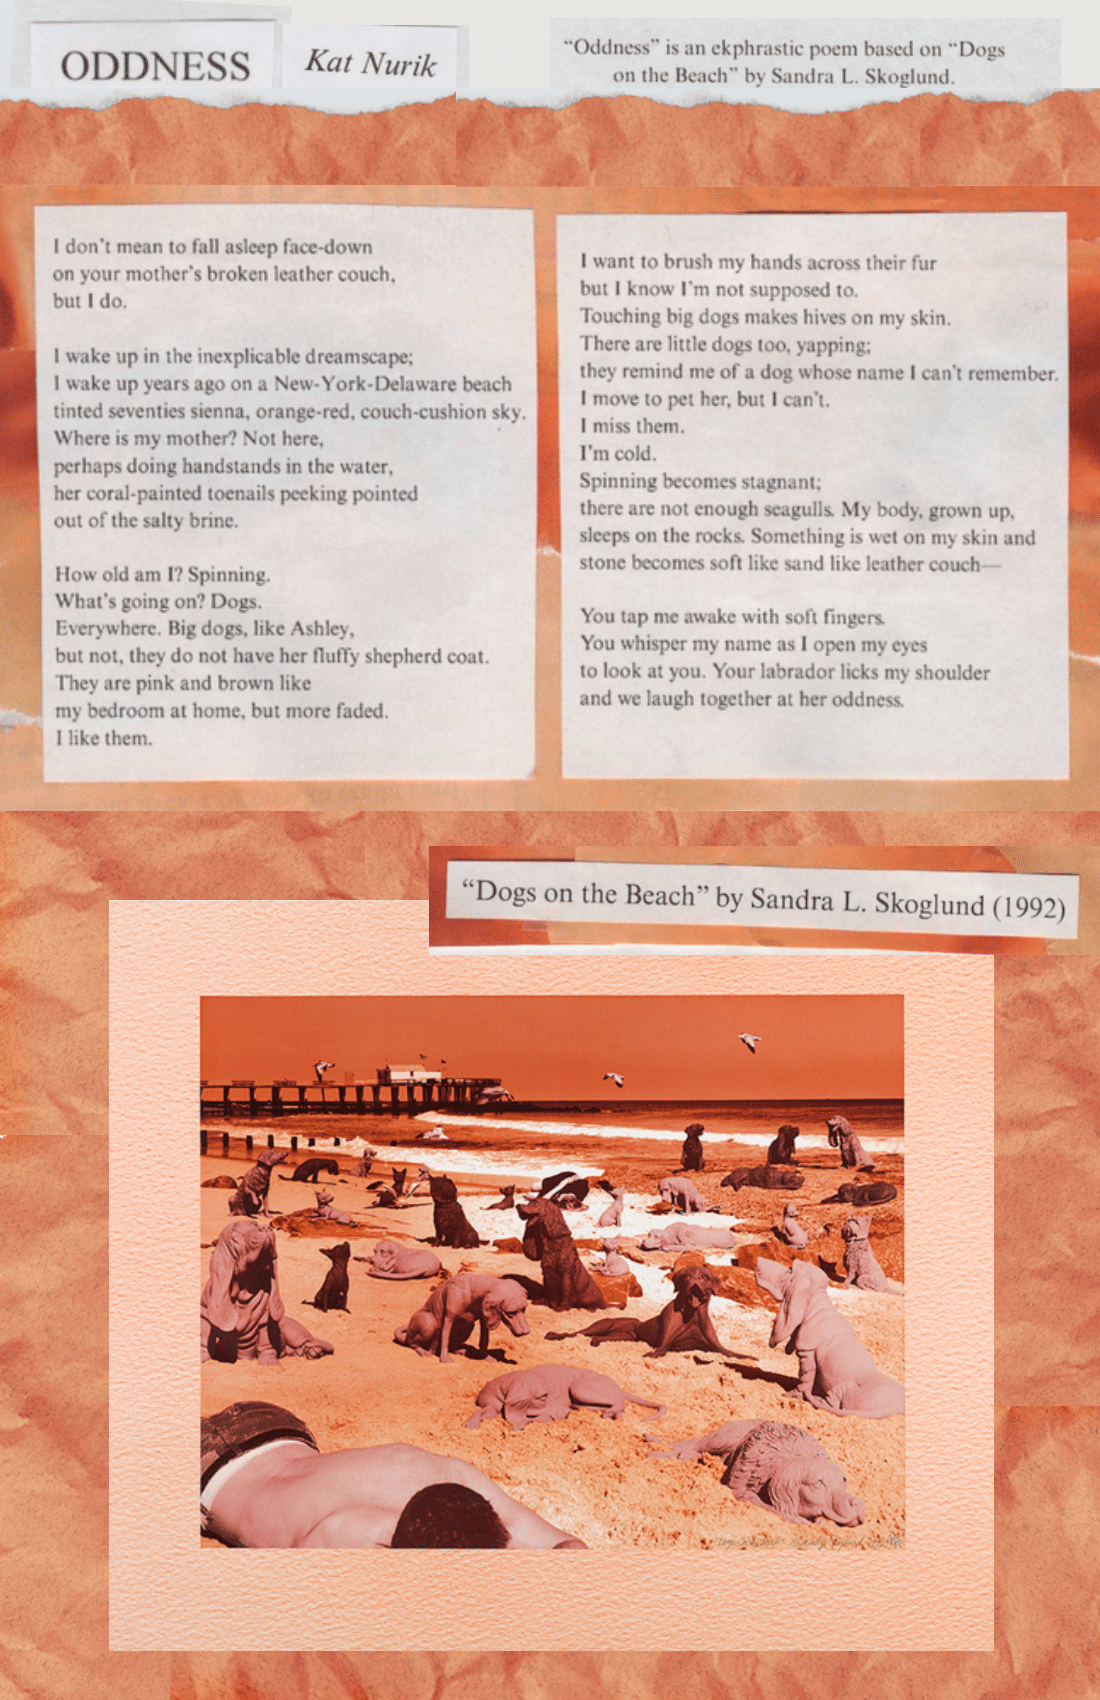 ODDNESS
Kat Nurik
“Oddness” is an ekphrastic poem based on “Dogs
on the Beach” by Sandra L. Skoglund.
I don’t mean to fall asleep face-down
on your mother’s broken leather couch,
but I do.
I wake up in the inexplicable dreamscape;
I wake up years ago on a New-York-Delaware beach
tinted seventies sienna, orange-red, couch-cushion sky.
Where is my mother? Not here,
perhaps doing handstands in the water,
her coral-painted toenails peeking pointed
out of the salty brine.
How old am I? Spinning.
What’s going on? Dogs.
Everywhere. Big dogs, like Ashley,
but not, they do not have her fluffy shepherd coat.
They are pink and brown like
my bedroom at home, but more faded.
I like them.
I want to brush my hands across their fur
but I know I’m not supposed to.
Touching big dogs makes hives on my skin.
There are little dogs too, yapping;
they remind me of a dog whose name I can’t remember.
I move to pet her, but I can’t.
I miss them.
I’m cold.
Spinning becomes stagnant;
there are not enough seagulls. My body, grown up,
sleeps on the rocks. Something is wet on my skin and
stone becomes soft like sand like leather couch—
You tap me awake with soft fingers.
You whisper my name as I open my eyes
to look at you. Your labrador licks my shoulder
and we laugh together at her oddness.
“Dogs on the Beach” by Sandra L. Skoglund (1992)